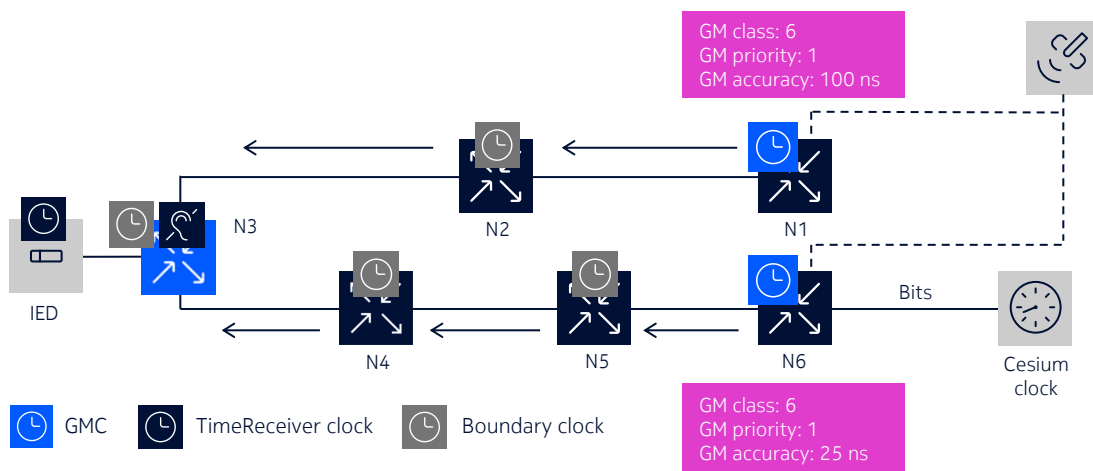 GM class: 6
GM priority: 1
GM accuracy: 100 ns
N3
N2
N1
IED
Bits
N4
N5
N6
Cesium
clock
GMC
TimeReceiver clock
Boundary clock
GM class: 6
GM priority: 1
GM accuracy: 25 ns